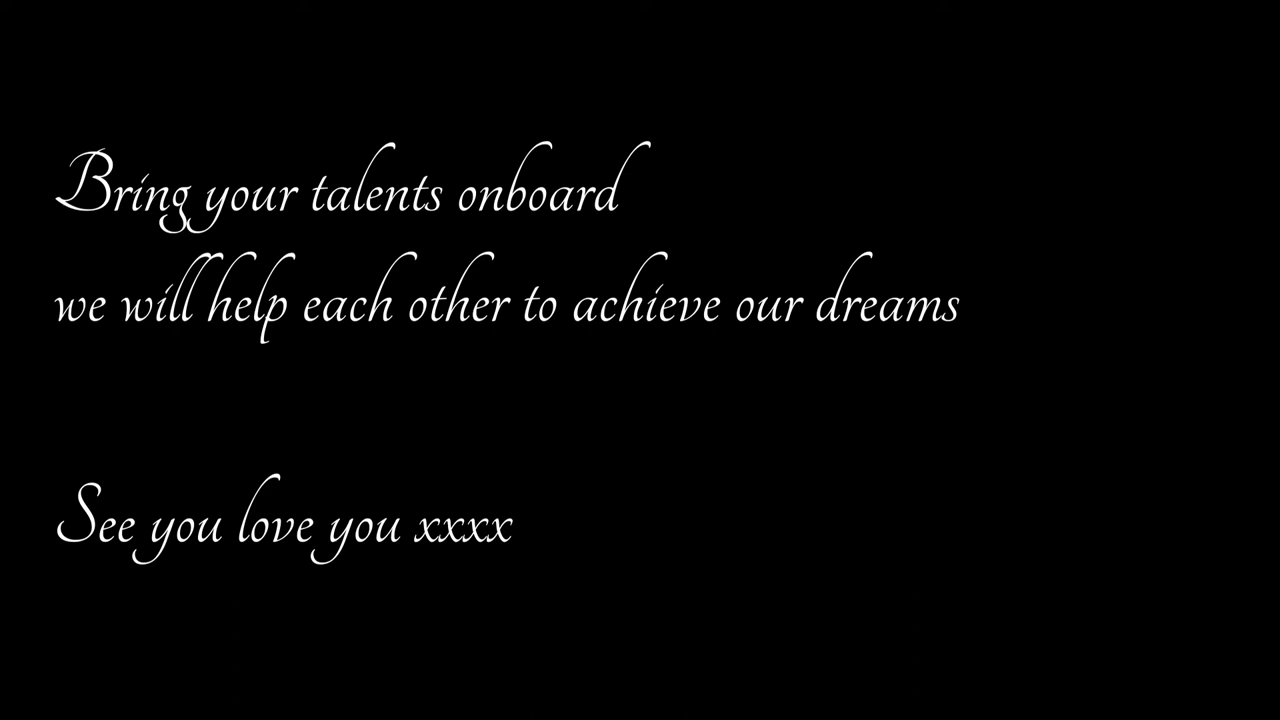 Bring your talents onboard
we will help each other to achieve our dreams
See you love you xxxx